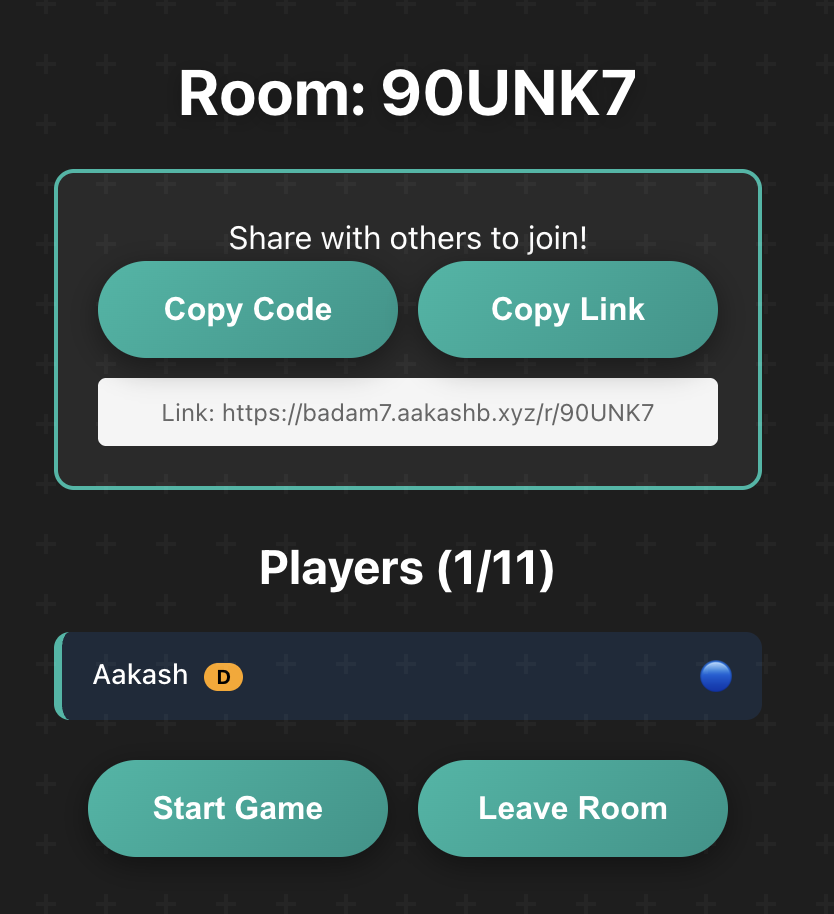 Room: 90UNK7
Share with others to join!
Copy Code
Copy Link
Link: https://badam7.aakashb.xyz/r/90UNK7
Players (1/11)
Aakash D
Start Game
Leave Room